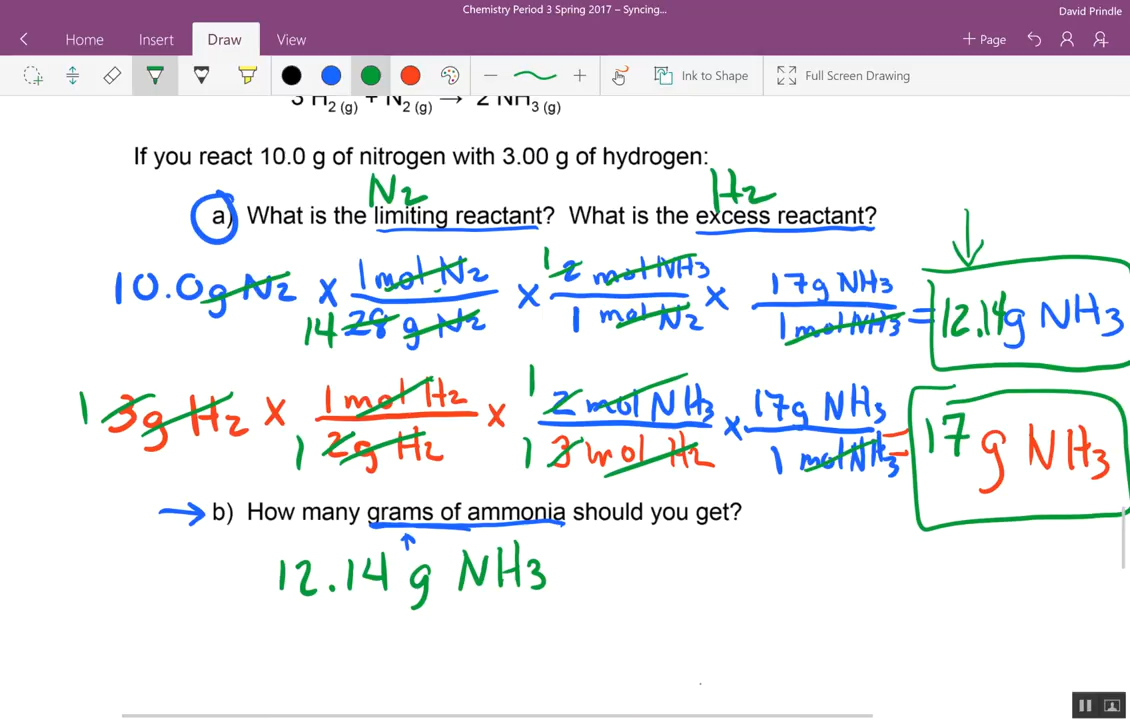 Chemistry Period 3 Spring 2017 – Syncing...
David Prindle
Home Insert Draw View
+ Page
Ink to Shape Full Screen Drawing
3 H2 (g) + N2 (g) → 2 NH3 (g)
If you react 10.0 g of nitrogen with 3.00 g of hydrogen:
N2 H2
a) What is the limiting reactant? What is the excess reactant?
10.0g N2 x 1 mol N2 / 14 28 g N2 x 1 2 mol NH3 / 1 mol N2 x 17g NH3 / 1 mol NH3 = 12.14g NH3
1 3g H2 x 1 mol H2 / 1 2g H2 x 1 2 mol NH3 / 1 3 mol H2 x 17g NH3 / 1 mol NH3 = 17 g NH3
→ b) How many grams of ammonia should you get?
12.14 g NH3